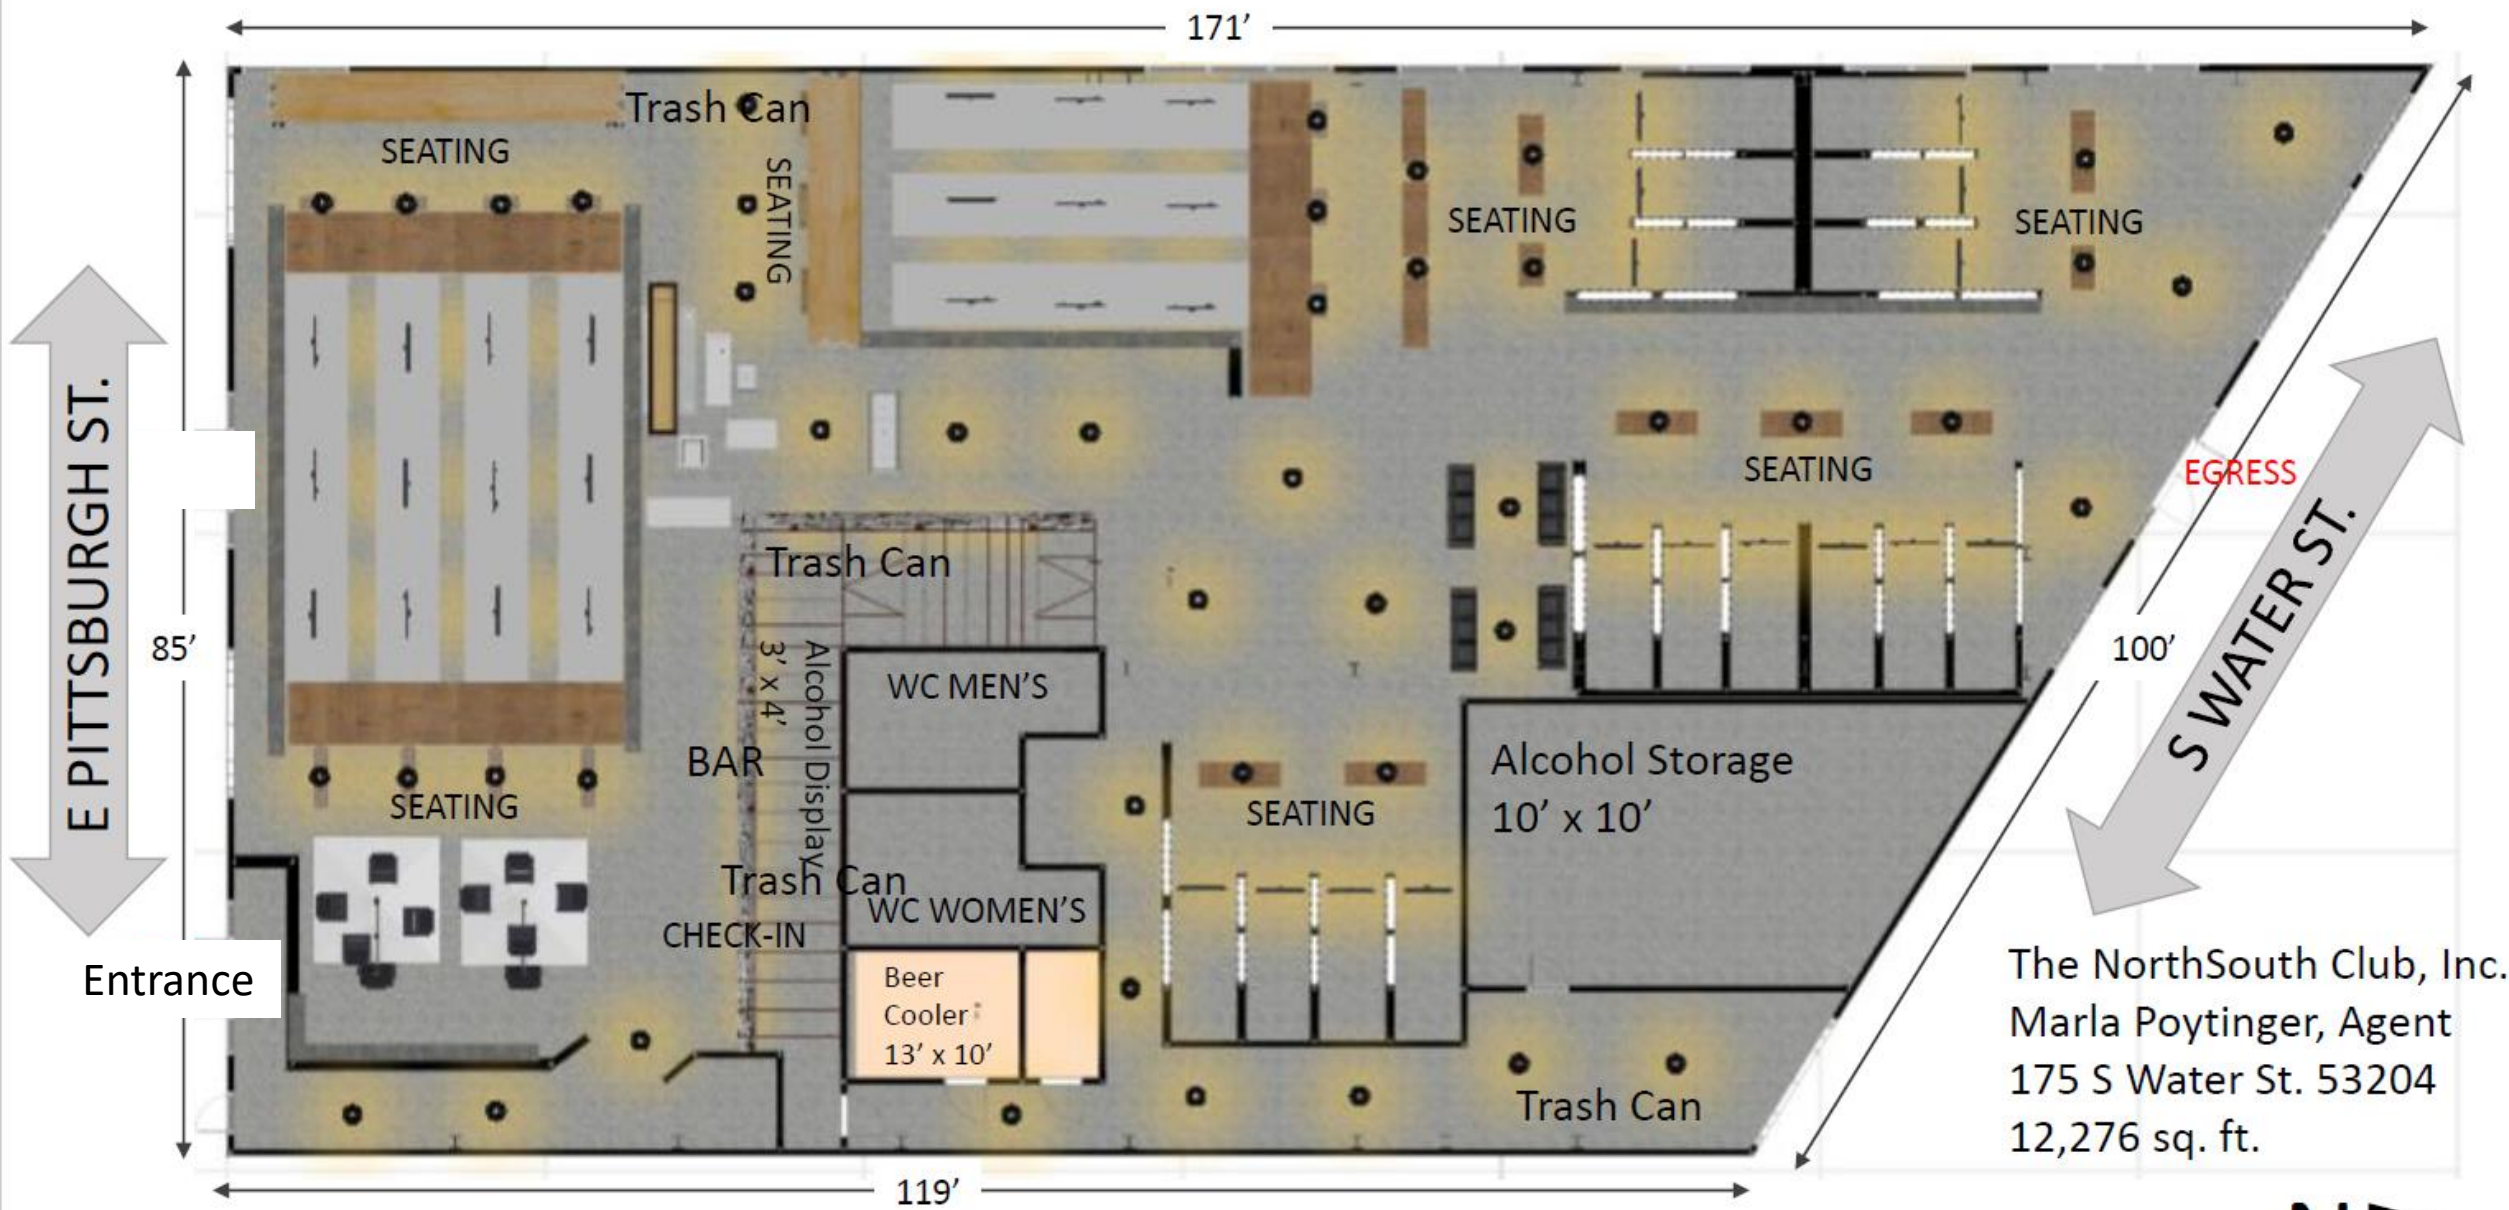 171’
Trash Can
SEATING
SEATING
SEATING
SEATING
E PITTSBURGH ST.
SEATING
EGRESS
Trash Can
85’
Alcohol Display
3’ x 4’
WC MEN’S
100’
S WATER ST.
BAR
SEATING
SEATING
Alcohol Storage
10’ x 10’
Trash Can
WC WOMEN’S
CHECK-IN
Entrance
Beer
Cooler
13’ x 10’
The NorthSouth Club, Inc.
Marla Poytinger, Agent
175 S Water St. 53204
12,276 sq. ft.
Trash Can
119’